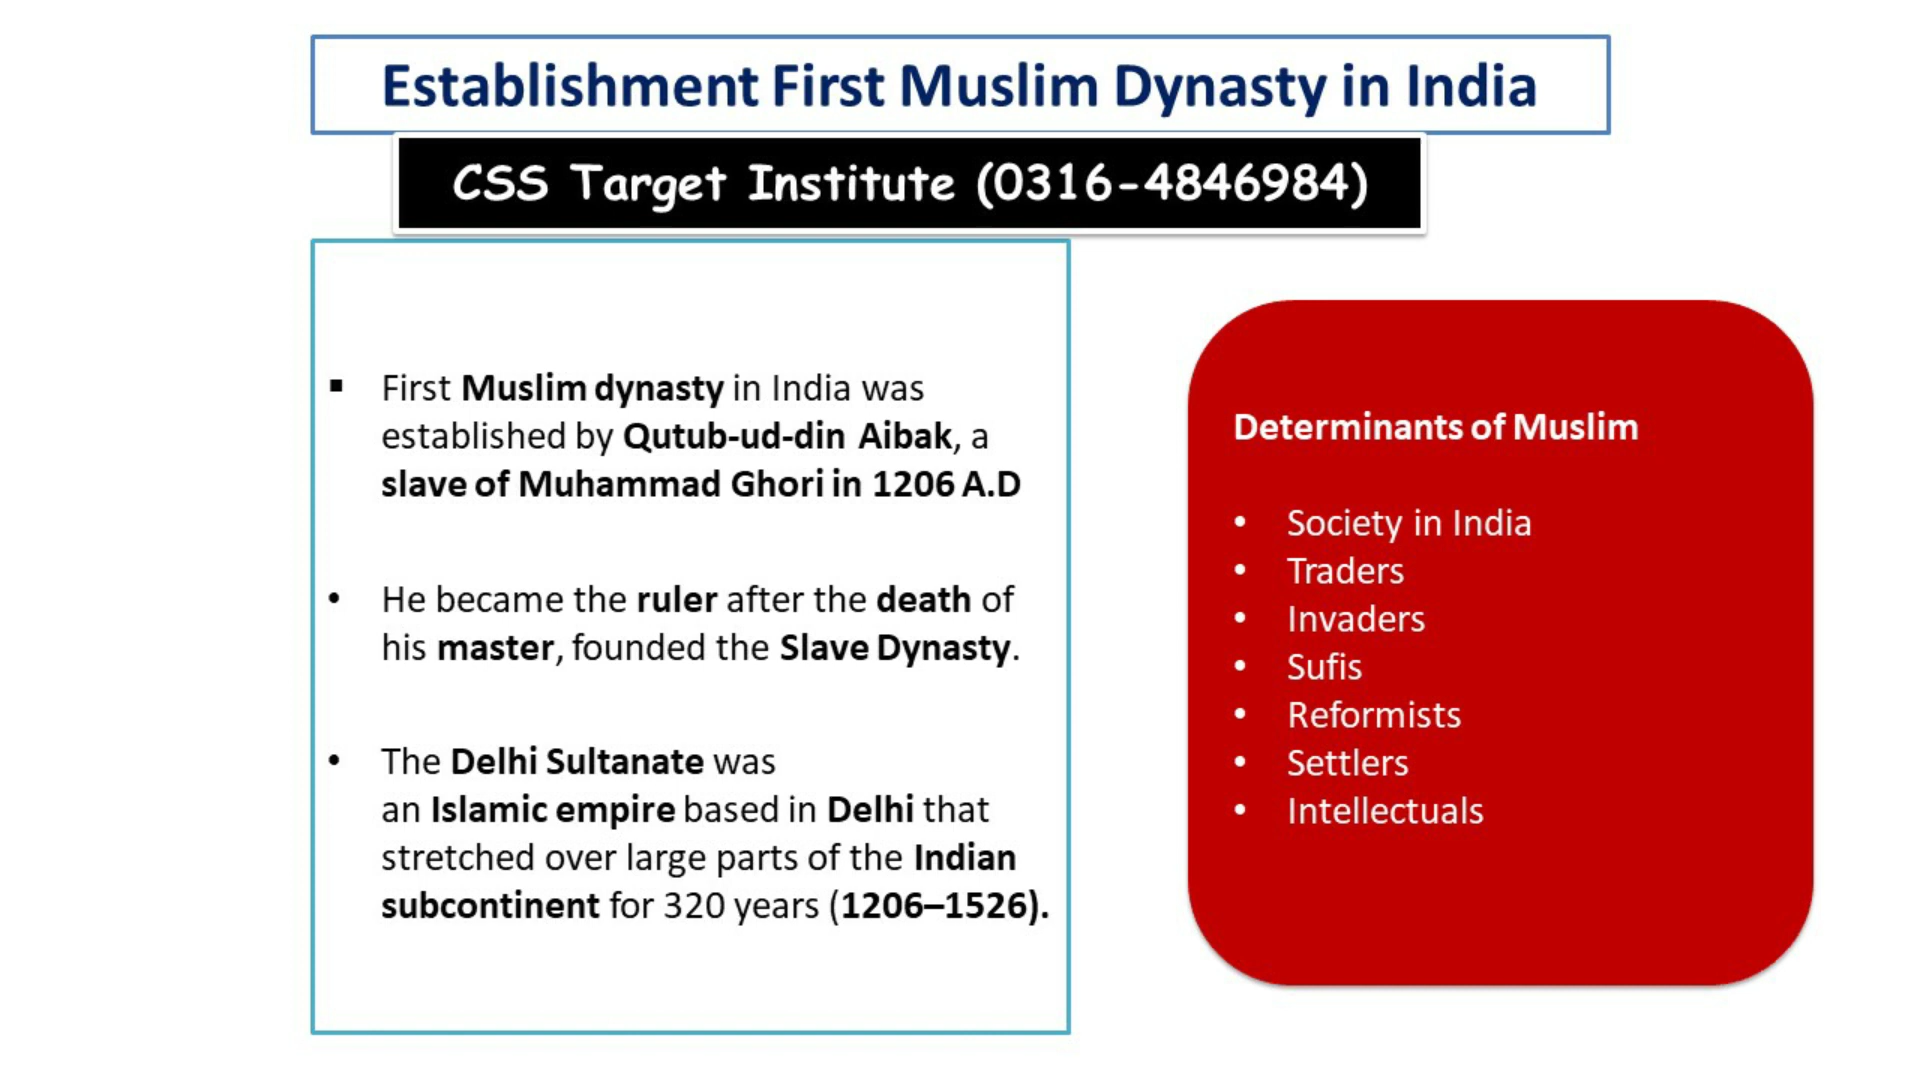 Establishment First Muslim Dynasty in India
CSS Target Institute (0316-4846984)
▪ First Muslim dynasty in India was
established by Qutub-ud-din Aibak, a
slave of Muhammad Ghori in 1206 A.D
• He became the ruler after the death of
his master, founded the Slave Dynasty.
• The Delhi Sultanate was
an Islamic empire based in Delhi that
stretched over large parts of the Indian
subcontinent for 320 years (1206–1526).
Determinants of Muslim
• Society in India
• Traders
• Invaders
• Sufis
• Reformists
• Settlers
• Intellectuals